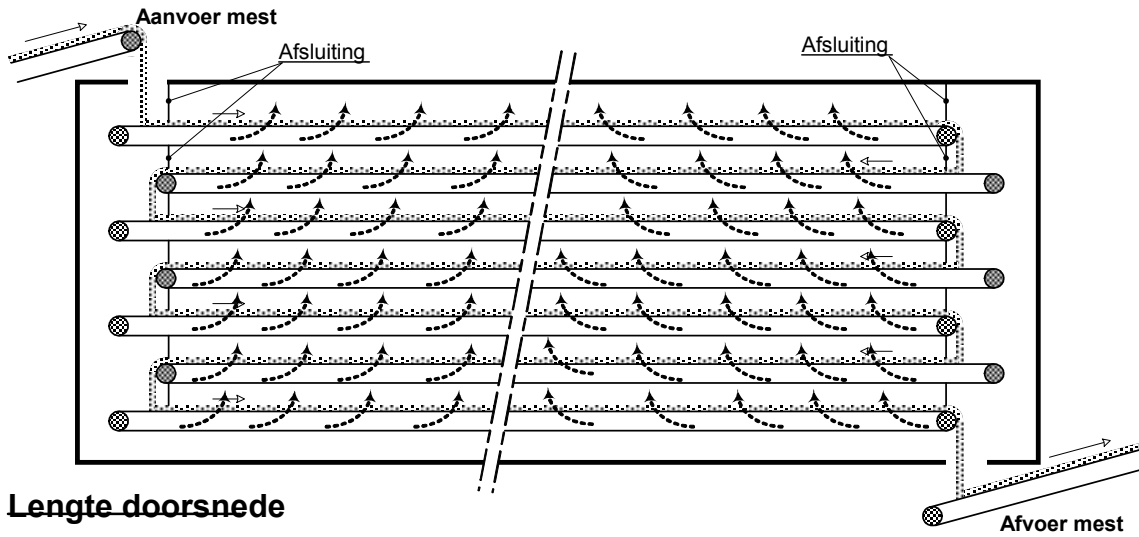 Aanvoer mest
Afsluiting
Afsluiting
Lengte doorsnede
Afvoer mest